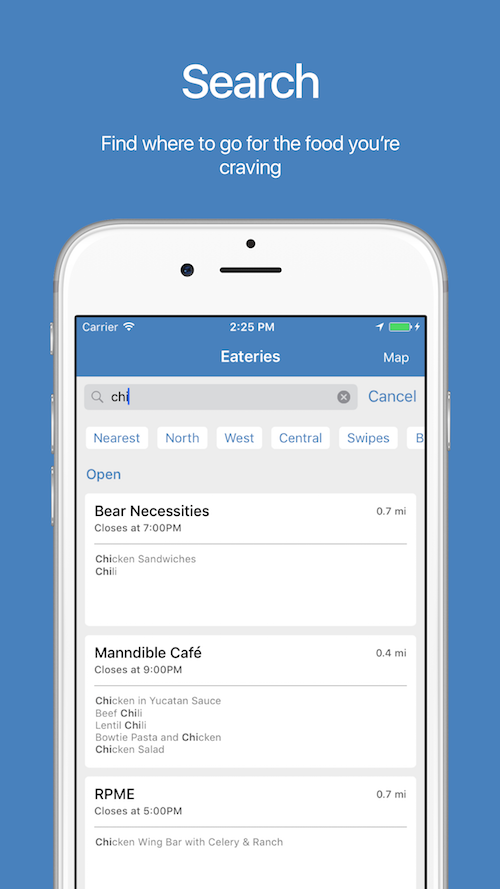 Search
Find where to go for the food you're
craving
Carrier 2:25 PM
Eateries Map
chi Cancel
Nearest North West Central Swipes B
Open
Bear Necessities 0.7 mi
Closes at 7:00PM
Chicken Sandwiches
Chili
Manndible Café 0.4 mi
Closes at 9:00PM
Chicken in Yucatan Sauce
Beef Chili
Lentil Chili
Bowtie Pasta and Chicken
Chicken Salad
RPME 0.7 mi
Closes at 5:00PM
Chicken Wing Bar with Celery & Ranch